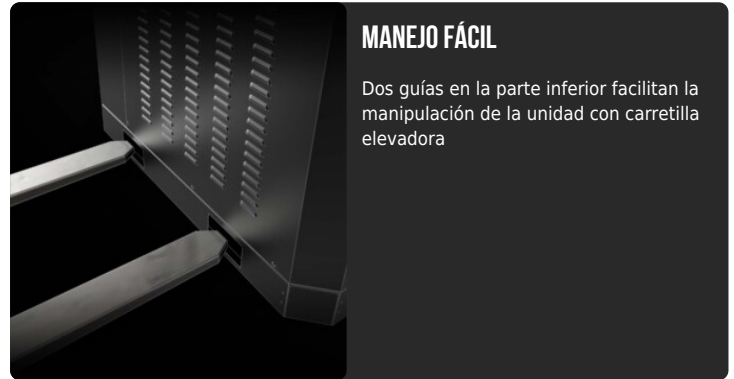 MANEJO FÁCIL
Dos guías en la parte inferior facilitan la
manipulación de la unidad con carretilla
elevadora